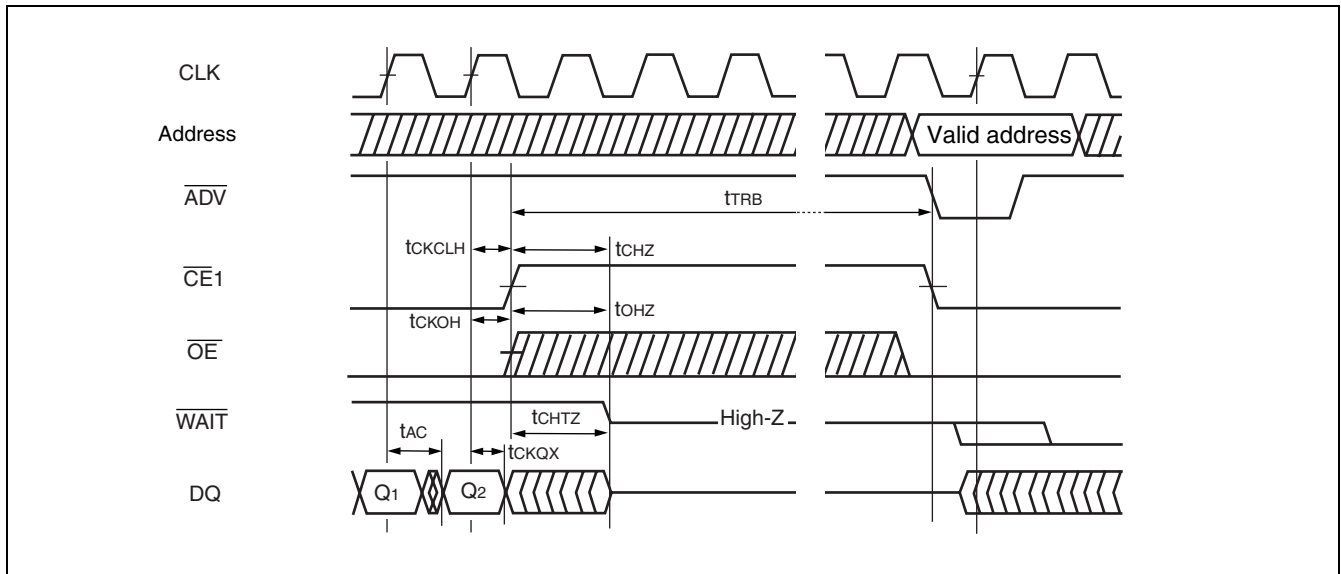 CLK
Address
Valid address
ADV
tTRB
tCKCLH
tCHZ
CE1
tCKOH
tOHZ
OE
WAIT
tCHTZ
High-Z
tAC
tCKQX
DQ
Q1
Q2